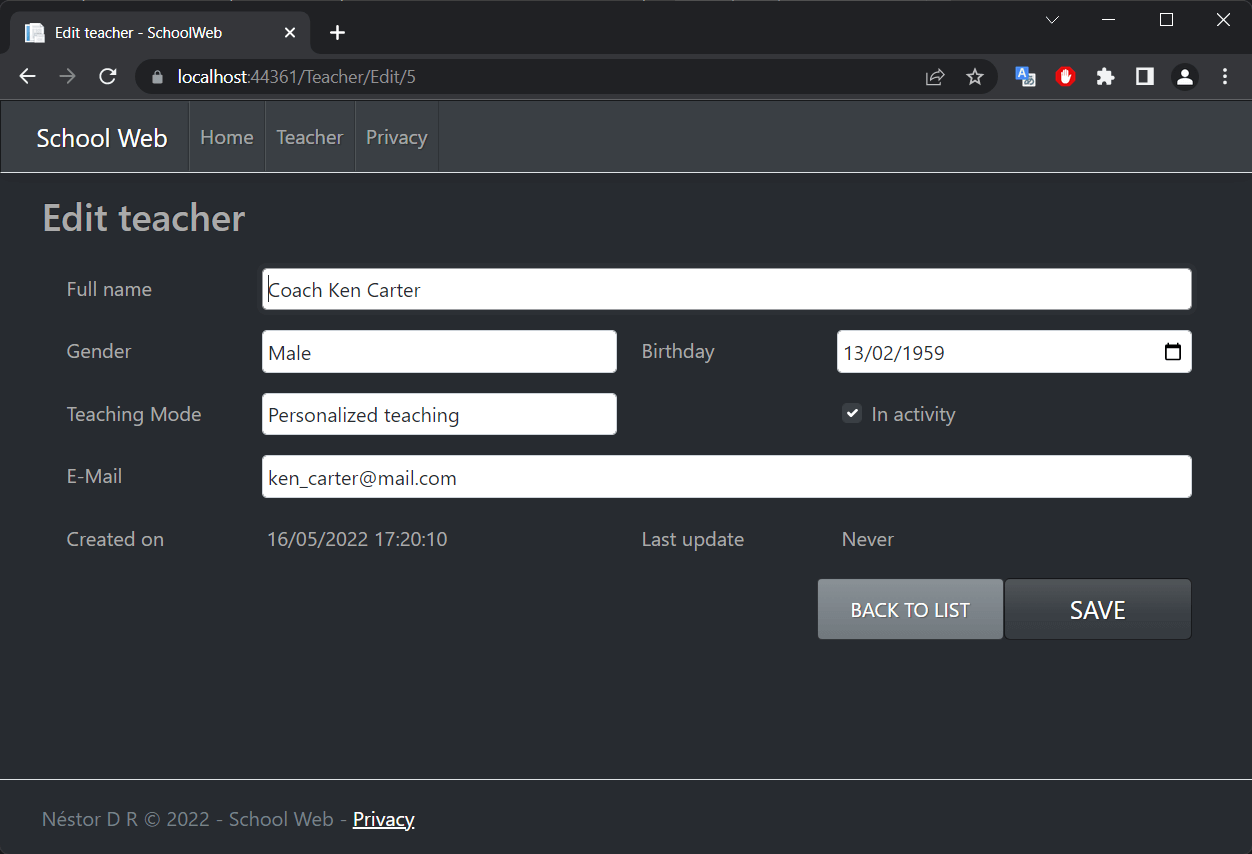 Edit teacher - SchoolWeb
localhost:44361/Teacher/Edit/5
School Web Home Teacher Privacy
Edit teacher
Full name Coach Ken Carter
Gender Male Birthday 13/02/1959
Teaching Mode Personalized teaching In activity
E-Mail ken_carter@mail.com
Created on 16/05/2022 17:20:10 Last update Never
BACK TO LIST SAVE
Néstor D R © 2022 - School Web - Privacy